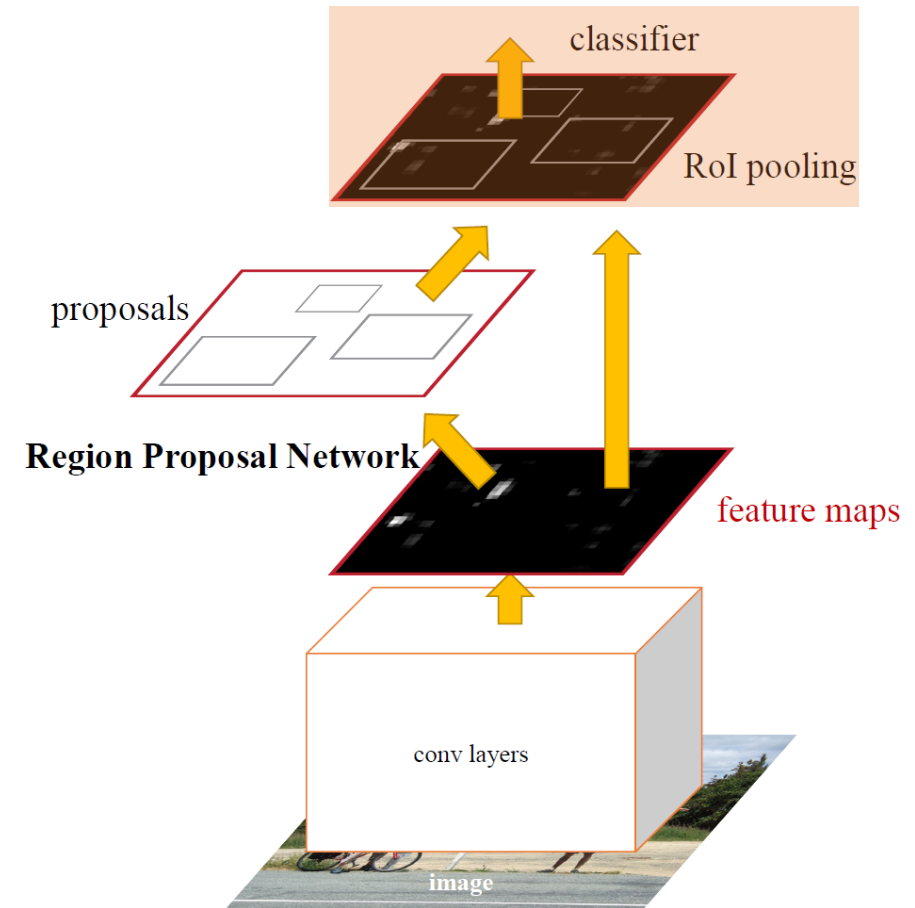 classifier
RoI pooling
proposals
Region Proposal Network
feature maps
conv layers
image